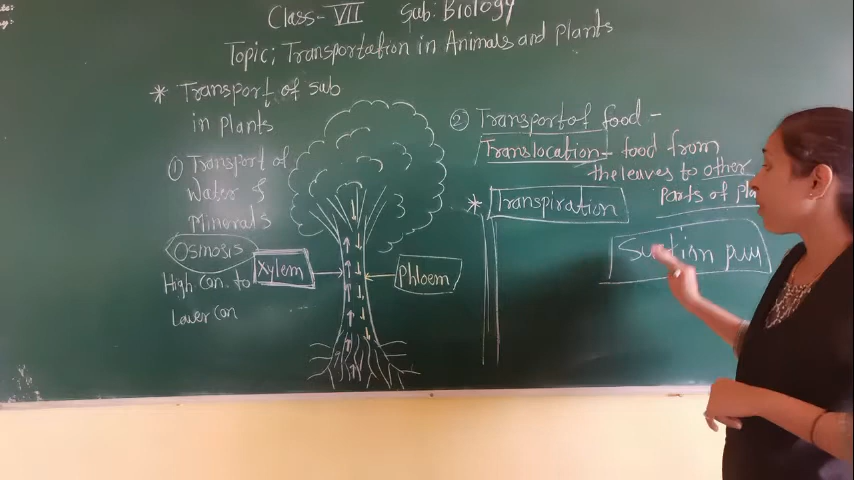 Class-VII Sub: Biology
Topic; Transportation in Animals and plants
* Transport of sub
in plants
① Transport of
Water &
Minerals
Osmosis
High Con. to
Lower Con
Xylem
Phloem
② Transport of food -
Translocation - food from
the leaves to other
Parts of pla
* Transpiration
Suction